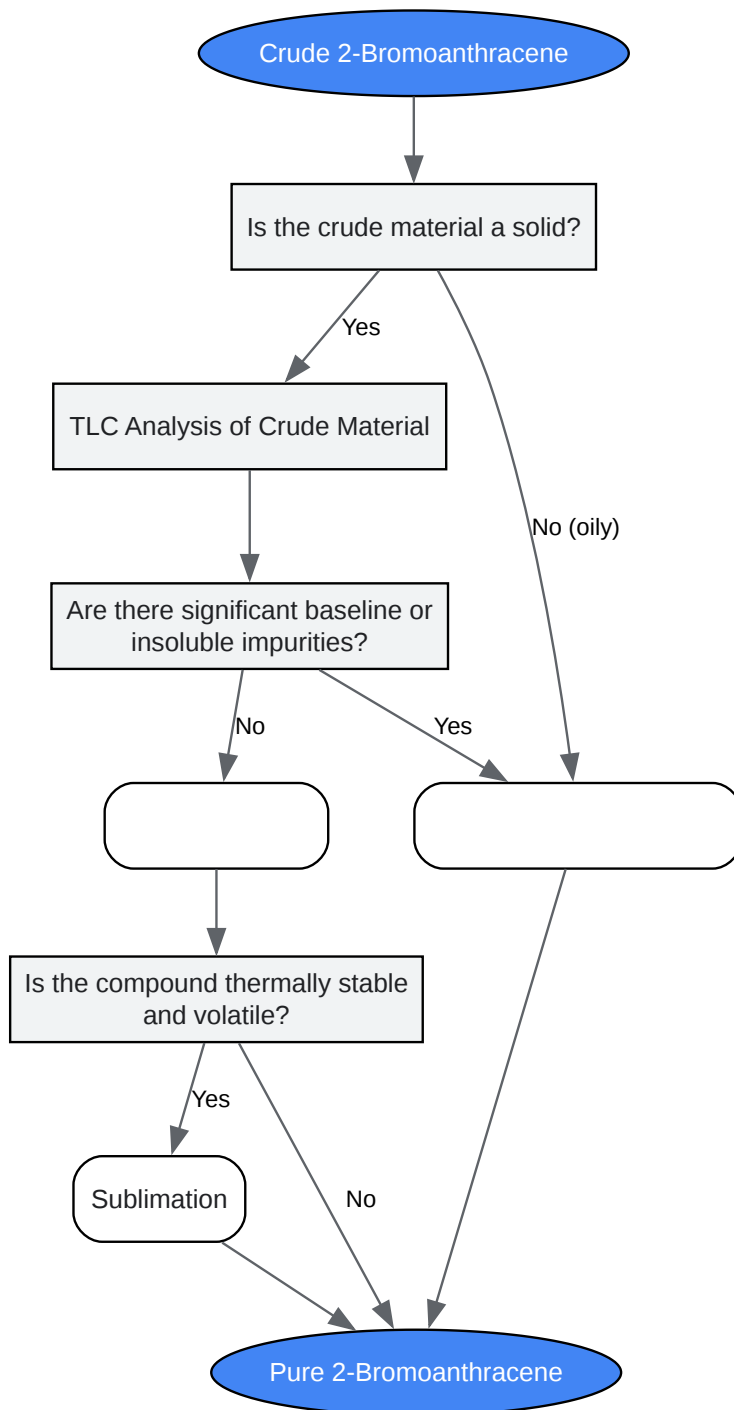 Crude 2-Bromoanthracene
Is the crude material a solid?
Yes
TLC Analysis of Crude Material
No (oily)
Are there significant baseline or
insoluble impurities?
No
Yes
Is the compound thermally stable
and volatile?
Yes
Sublimation
No
Pure 2-Bromoanthracene